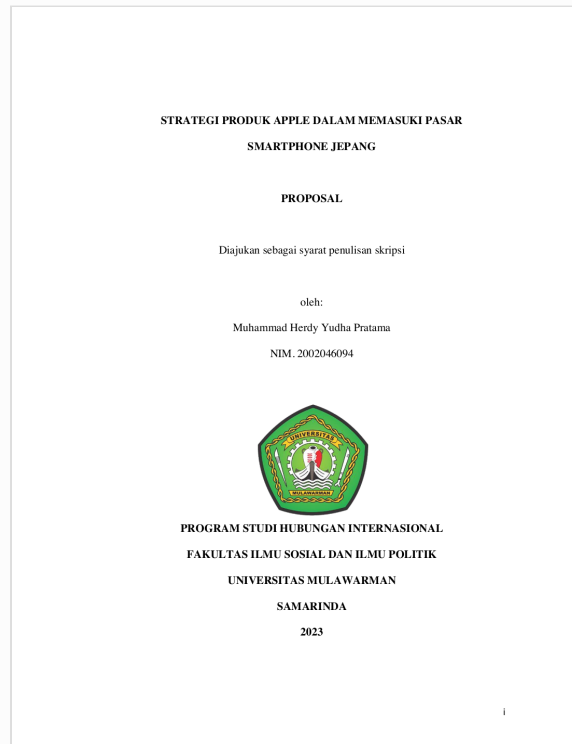 STRATEGI PRODUK APPLE DALAM MEMASUKI PASAR
SMARTPHONE JEPANG
PROPOSAL
Diajukan sebagai syarat penulisan skripsi
oleh:
Muhammad Herdy Yudha Pratama
NIM. 2002046094
UNIVERSITAS
MULAWARMAN
PROGRAM STUDI HUBUNGAN INTERNASIONAL
FAKULTAS ILMU SOSIAL DAN ILMU POLITIK
UNIVERSITAS MULAWARMAN
SAMARINDA
2023
i